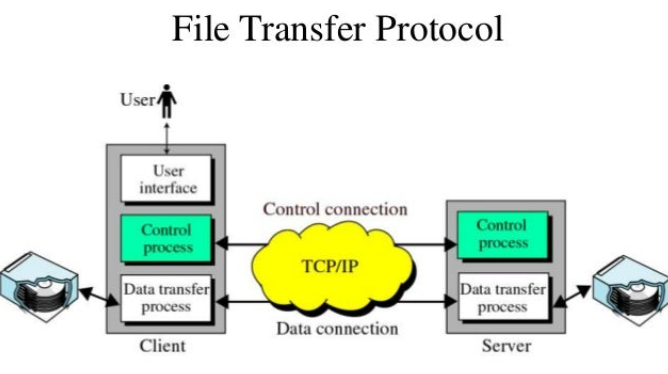 File Transfer Protocol
User
User
interface
Control connection
Control
process
Control
process
TCP/IP
Data transfer
process
Data transfer
process
Data connection
Client
Server